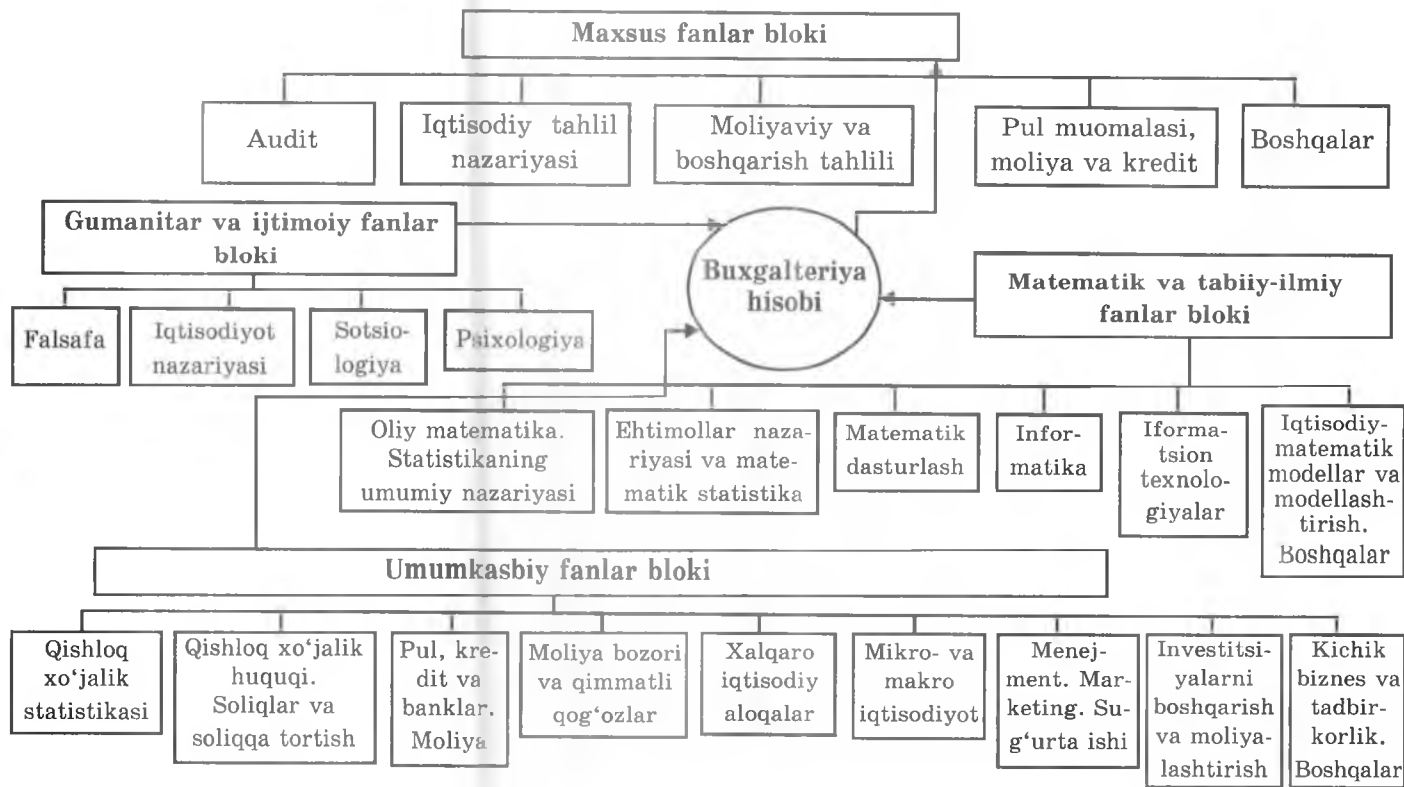 Maxsus fanlar bloki
Audit
Iqtisodiy tahlil
nazariyasi
Moliyaviy va
boshqarish tahlili
Pul muomalasi,
moliya va kredit
Boshqalar
Gumanitar va ijtimoiy fanlar
bloki
Buxgalteriya
hisobi
Matematik va tabiiy-ilmiy
fanlar bloki
Falsafa
Iqtisodiyot
nazariyasi
Sotsio-
logiya
Psixologiya
Oliy matematika.
Statistikaning
umumiy nazariyasi
Ehtimollar naza-
riyasi va mate-
matik statistika
Matematik
dasturlash
Infor-
matika
Iforma-
tsion
texnolo-
giyalar
Iqtisodiy-
matematik
modellar va
modellash-
tirish.
Boshqalar
Umumkasbiy fanlar bloki
Qishloq
xo‘jalik
statistikasi
Qishloq xo‘jalik
huquqi.
Soliqlar va
soliqqa tortish
Pul, kre-
dit va
banklar.
Moliya
Moliya bozori
va qimmatli
qog‘ozlar
Xalqaro
iqtisodiy
aloqalar
Mikro- va
makro
iqtisodiyot
Menej-
ment. Mar-
keting. Su-
g‘urta ishi
Investitsi-
yalarni
boshqarish
va moliya-
lashtirish
Kichik
biznes va
tadbir-
korlik.
Boshqalar